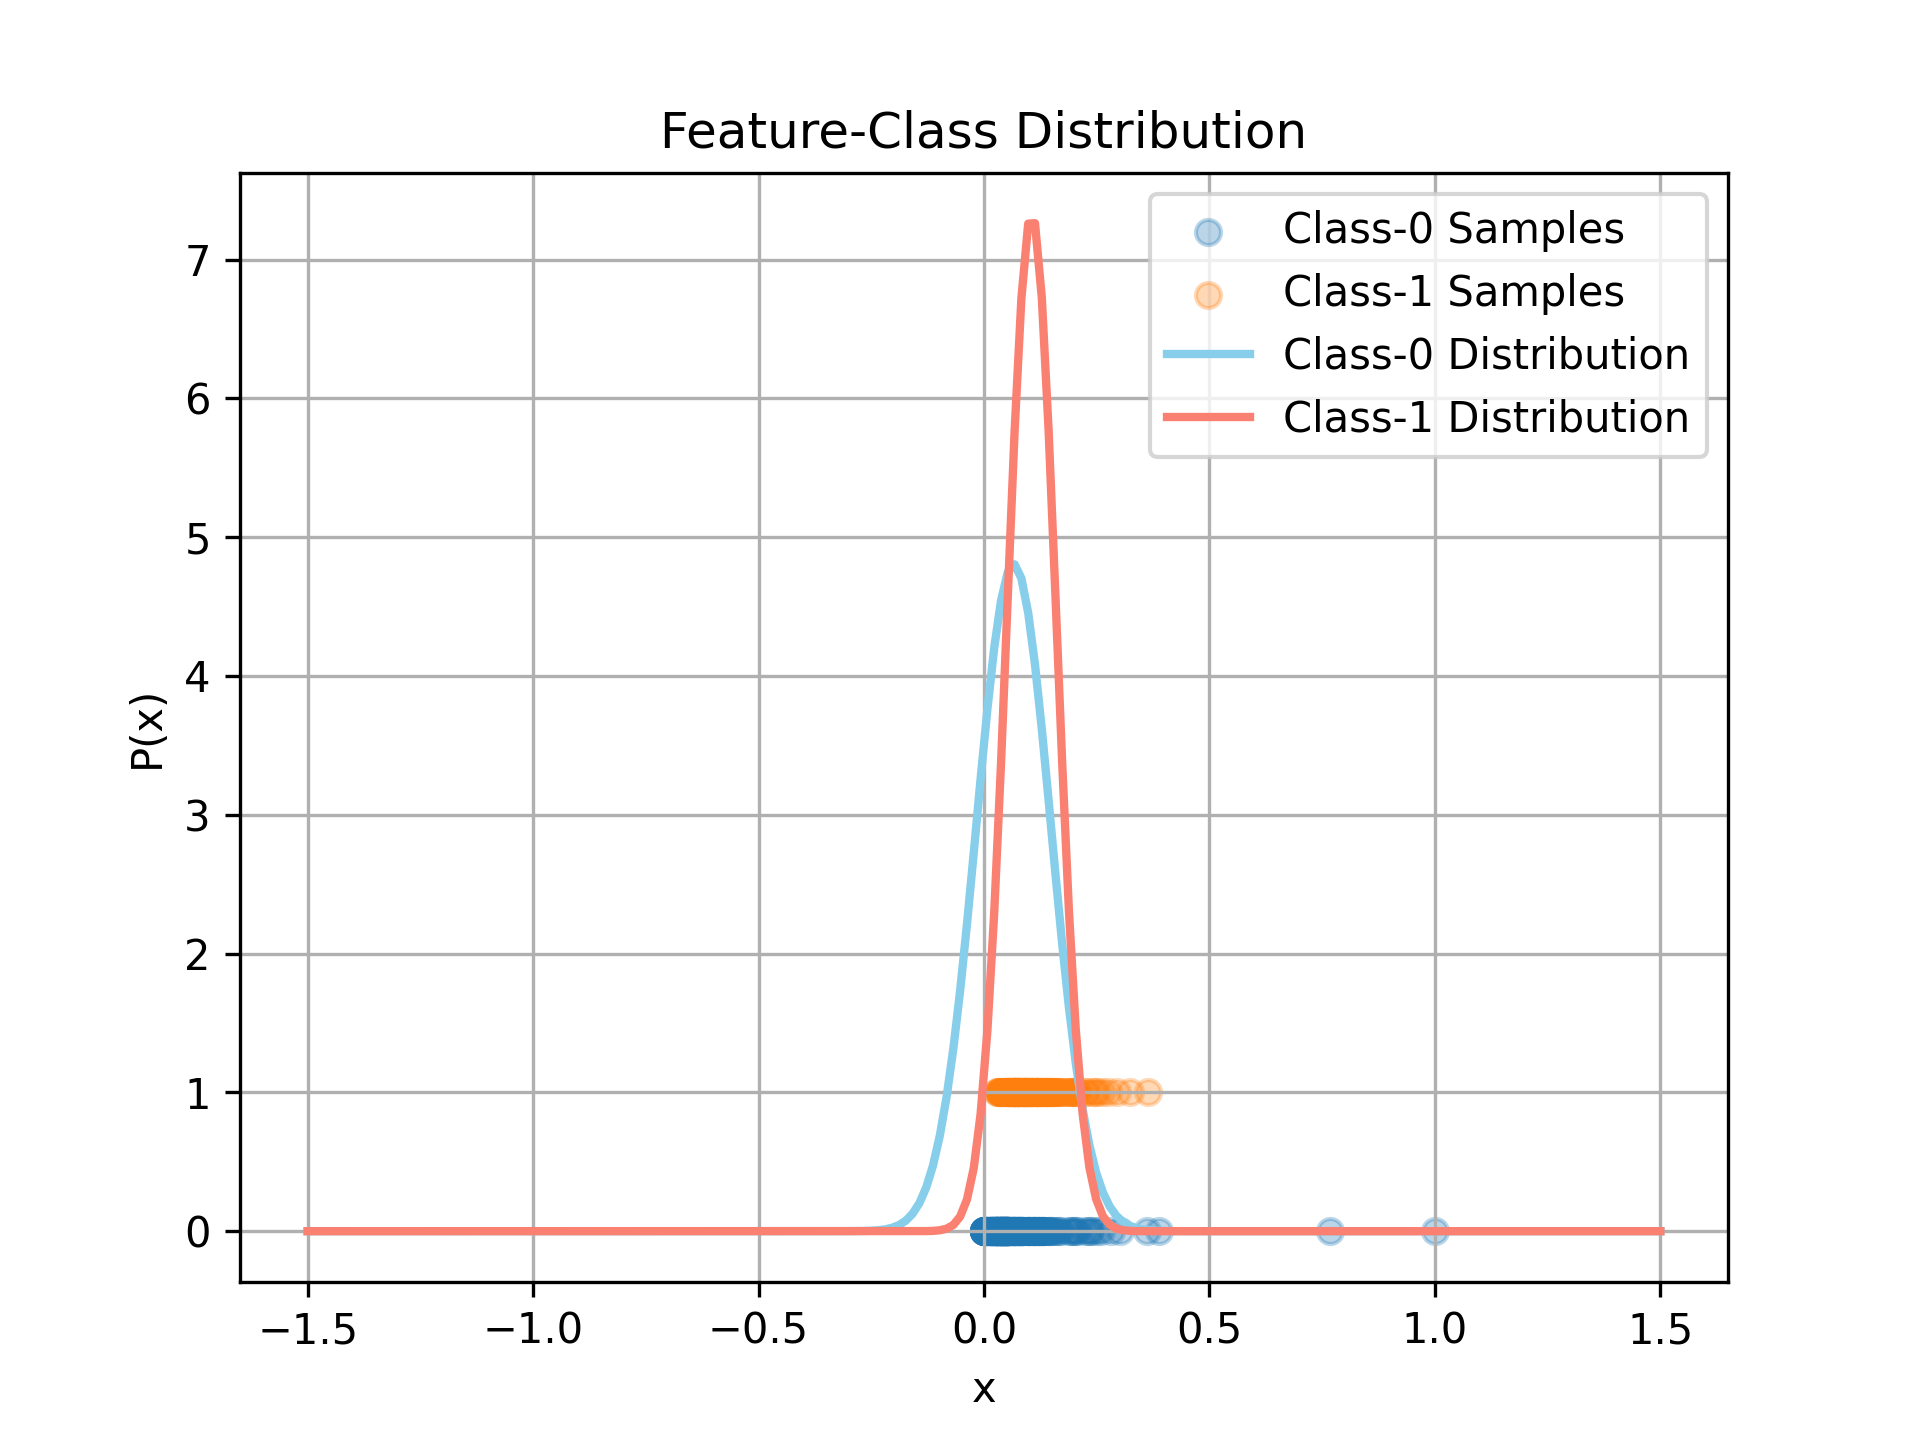 Feature-Class Distribution
Class-0 Samples
Class-1 Samples
Class-0 Distribution
Class-1 Distribution
P(x)
7
6
5
4
3
2
1
0
−1.5 −1.0 −0.5 0.0 0.5 1.0 1.5
x